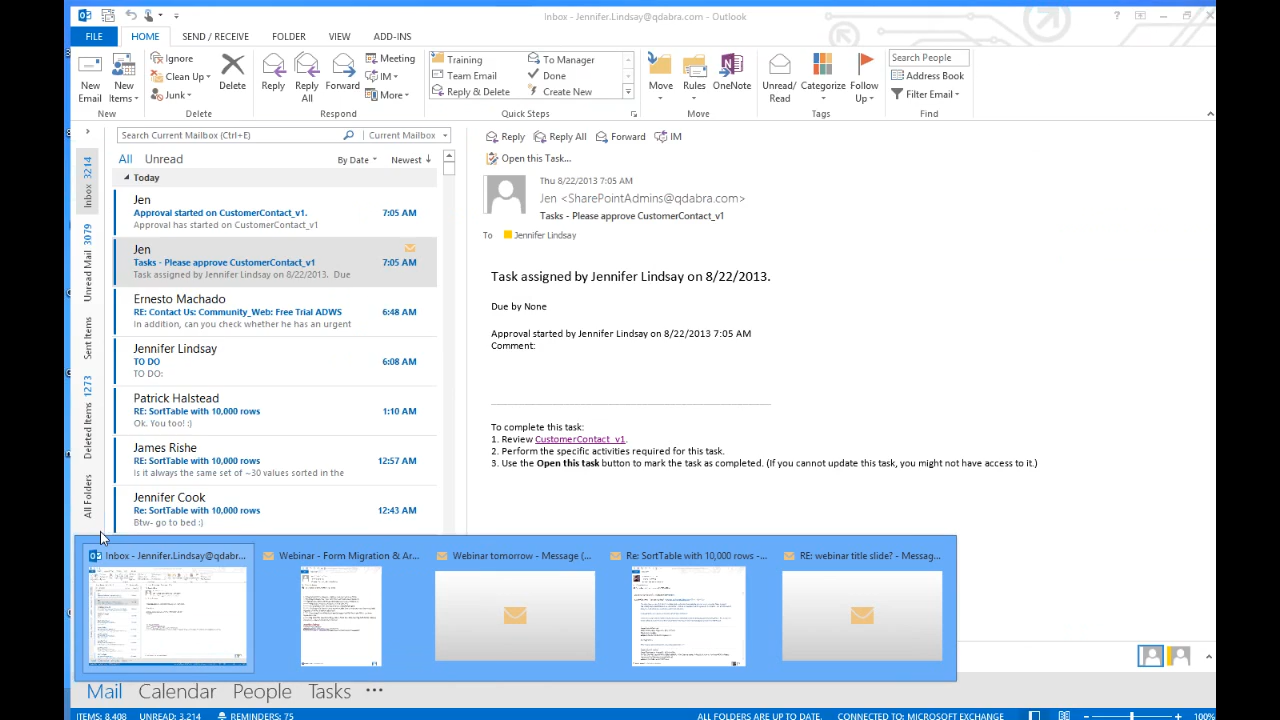 Inbox - Jennifer.Lindsay@qdabra.com - Outlook
?
FILE HOME SEND / RECEIVE FOLDER VIEW ADD-INS
New Email
New Items
New
Ignore
Clean Up
Junk
Delete
Delete
Reply
Reply All
Forward
Meeting
IM
More
Respond
Training
Team Email
Reply & Delete
To Manager
Done
Create New
Quick Steps
Move
Rules
OneNote
Move
Unread/ Read
Categorize
Follow Up
Tags
Search People
Address Book
Filter Email
Find
Inbox 3214
Unread Mail 3079
Sent Items
Deleted Items 1273
All Folders
Search Current Mailbox (Ctrl+E) Current Mailbox
All Unread By Date Newest
Today
Jen
Approval started on CustomerContact_v1. 7:05 AM
Approval has started on CustomerContact_v1
Jen
Tasks - Please approve CustomerContact_v1 7:05 AM
Task assigned by Jennifer Lindsay on 8/22/2013. Due
Ernesto Machado
RE: Contact Us: Community_Web: Free Trial ADWS 6:48 AM
In addition, can you check whether he has an urgent
Jennifer Lindsay
TO DO 6:08 AM
TO DO:
Patrick Halstead
RE: SortTable with 10,000 rows 1:10 AM
Ok. You too! :)
James Rishe
RE: SortTable with 10,000 rows 12:57 AM
Is it always the same set of ~30 values sorted in the
Jennifer Cook
Re: SortTable with 10,000 rows 12:43 AM
Btw- go to bed :)
Reply Reply All Forward IM
Open this Task...
Thu 8/22/2013 7:05 AM
Jen <SharePointAdmins@qdabra.com>
Tasks - Please approve CustomerContact_v1
To Jennifer Lindsay
Task assigned by Jennifer Lindsay on 8/22/2013.
Due by None
Approval started by Jennifer Lindsay on 8/22/2013 7:05 AM
Comment:
To complete this task:
1. Review CustomerContact_v1.
2. Perform the specific activities required for this task.
3. Use the Open this task button to mark the task as completed. (If you cannot update this task, you might not have access to it.)
Inbox - Jennifer.Lindsay@qdabr... Webinar - Form Migration & Ar... Webinar tomorrow - Message (... Re: SortTable with 10,000 rows -... RE: webinar title slide? - Messag...
Mail Calendar People Tasks ...
ITEMS: 8,408 UNREAD: 3,214 REMINDERS: 75 ALL FOLDERS ARE UP TO DATE. CONNECTED TO: MICROSOFT EXCHANGE 100%